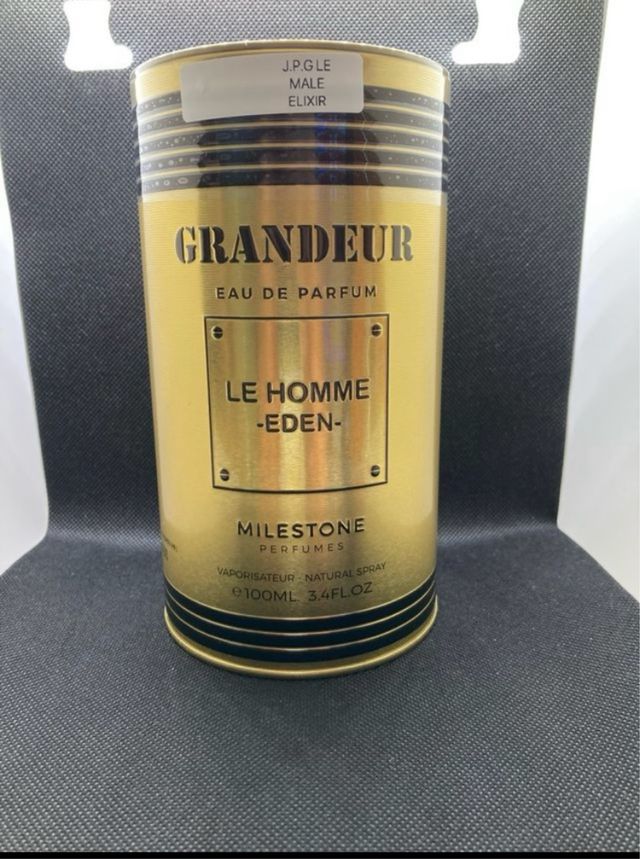 J.P.G LE
MALE
ELIXIR
GRANDEUR
EAU DE PARFUM
LE HOMME
-EDEN-
MILESTONE
PERFUMES
VAPORISATEUR - NATURAL SPRAY
℮100ML. 3.4FL.OZ